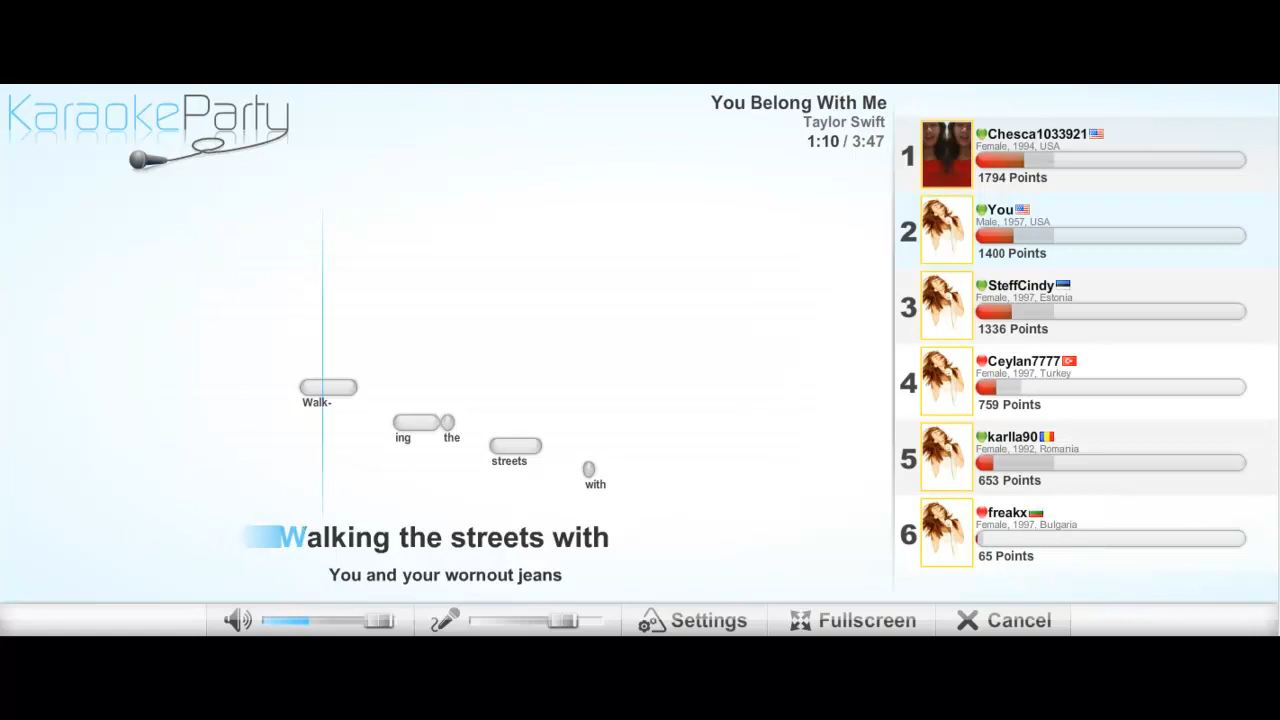 KaraokeParty
You Belong With Me
Taylor Swift
1:10 / 3:47
Walk-
ing
the
streets
with
Walking the streets with
You and your wornout jeans
1
Chesca1033921
Female, 1994, USA
1794 Points
2
You
Male, 1957, USA
1400 Points
3
SteffCindy
Female, 1997, Estonia
1336 Points
4
Ceylan7777
Female, 1997, Turkey
759 Points
5
karlla90
Female, 1992, Romania
653 Points
6
freakx
Female, 1997, Bulgaria
65 Points
Settings
Fullscreen
Cancel